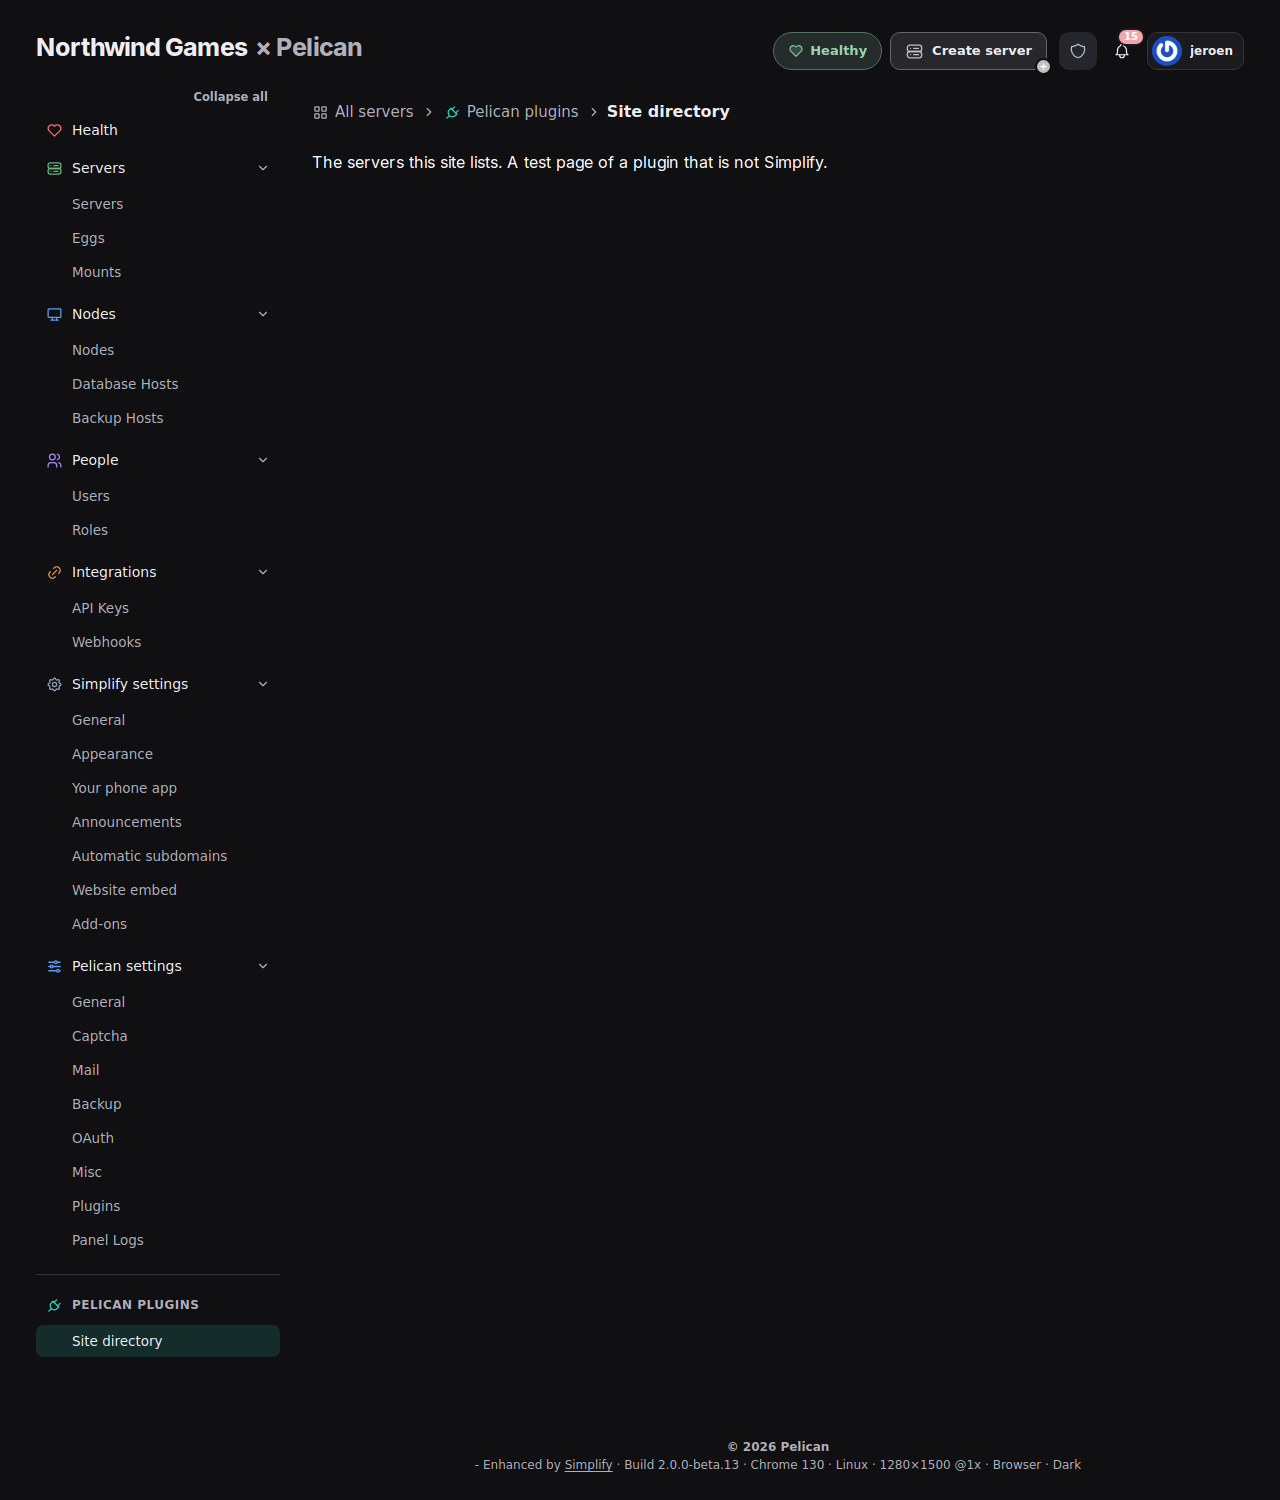 Northwind Games × Pelican
Healthy
Create server
15
jeroen
Collapse all
Health
Servers
Servers
Eggs
Mounts
Nodes
Nodes
Database Hosts
Backup Hosts
People
Users
Roles
Integrations
API Keys
Webhooks
Simplify settings
General
Appearance
Your phone app
Announcements
Automatic subdomains
Website embed
Add-ons
Pelican settings
General
Captcha
Mail
Backup
OAuth
Misc
Plugins
Panel Logs
PELICAN PLUGINS
Site directory
All servers > Pelican plugins > Site directory
The servers this site lists. A test page of a plugin that is not Simplify.
© 2026 Pelican
- Enhanced by Simplify · Build 2.0.0-beta.13 · Chrome 130 · Linux · 1280×1500 @1x · Browser · Dark